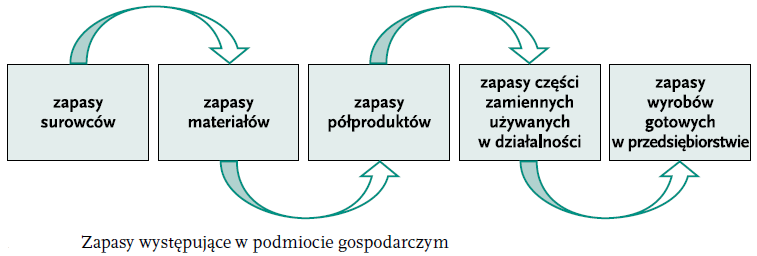 zapasy
surowców
zapasy
materiałów
zapasy
półproduktów
zapasy części
zamiennych
używanych
w działalności
zapasy
wyrobów
gotowych
w przedsiębiorstwie
Zapasy występujące w podmiocie gospodarczym